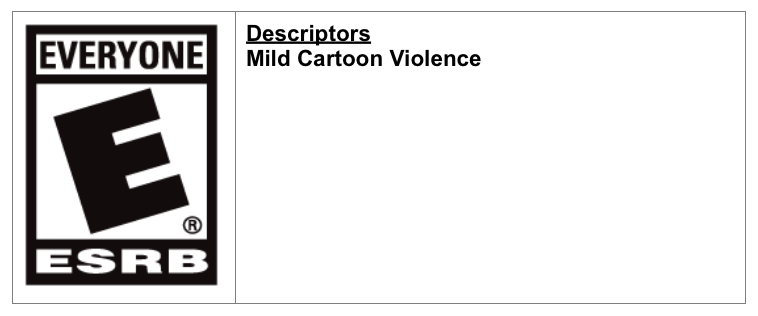 EVERYONE
E
®
ESRB
Descriptors
Mild Cartoon Violence